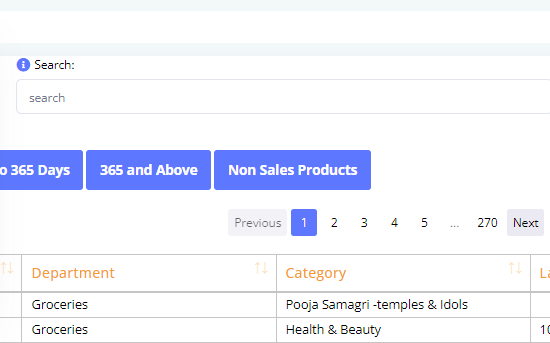 Search:
search
o 365 Days 365 and Above Non Sales Products
Previous 1 2 3 4 5 ... 270 Next
Department Category La
Groceries Pooja Samagri -temples & Idols
Groceries Health & Beauty 10